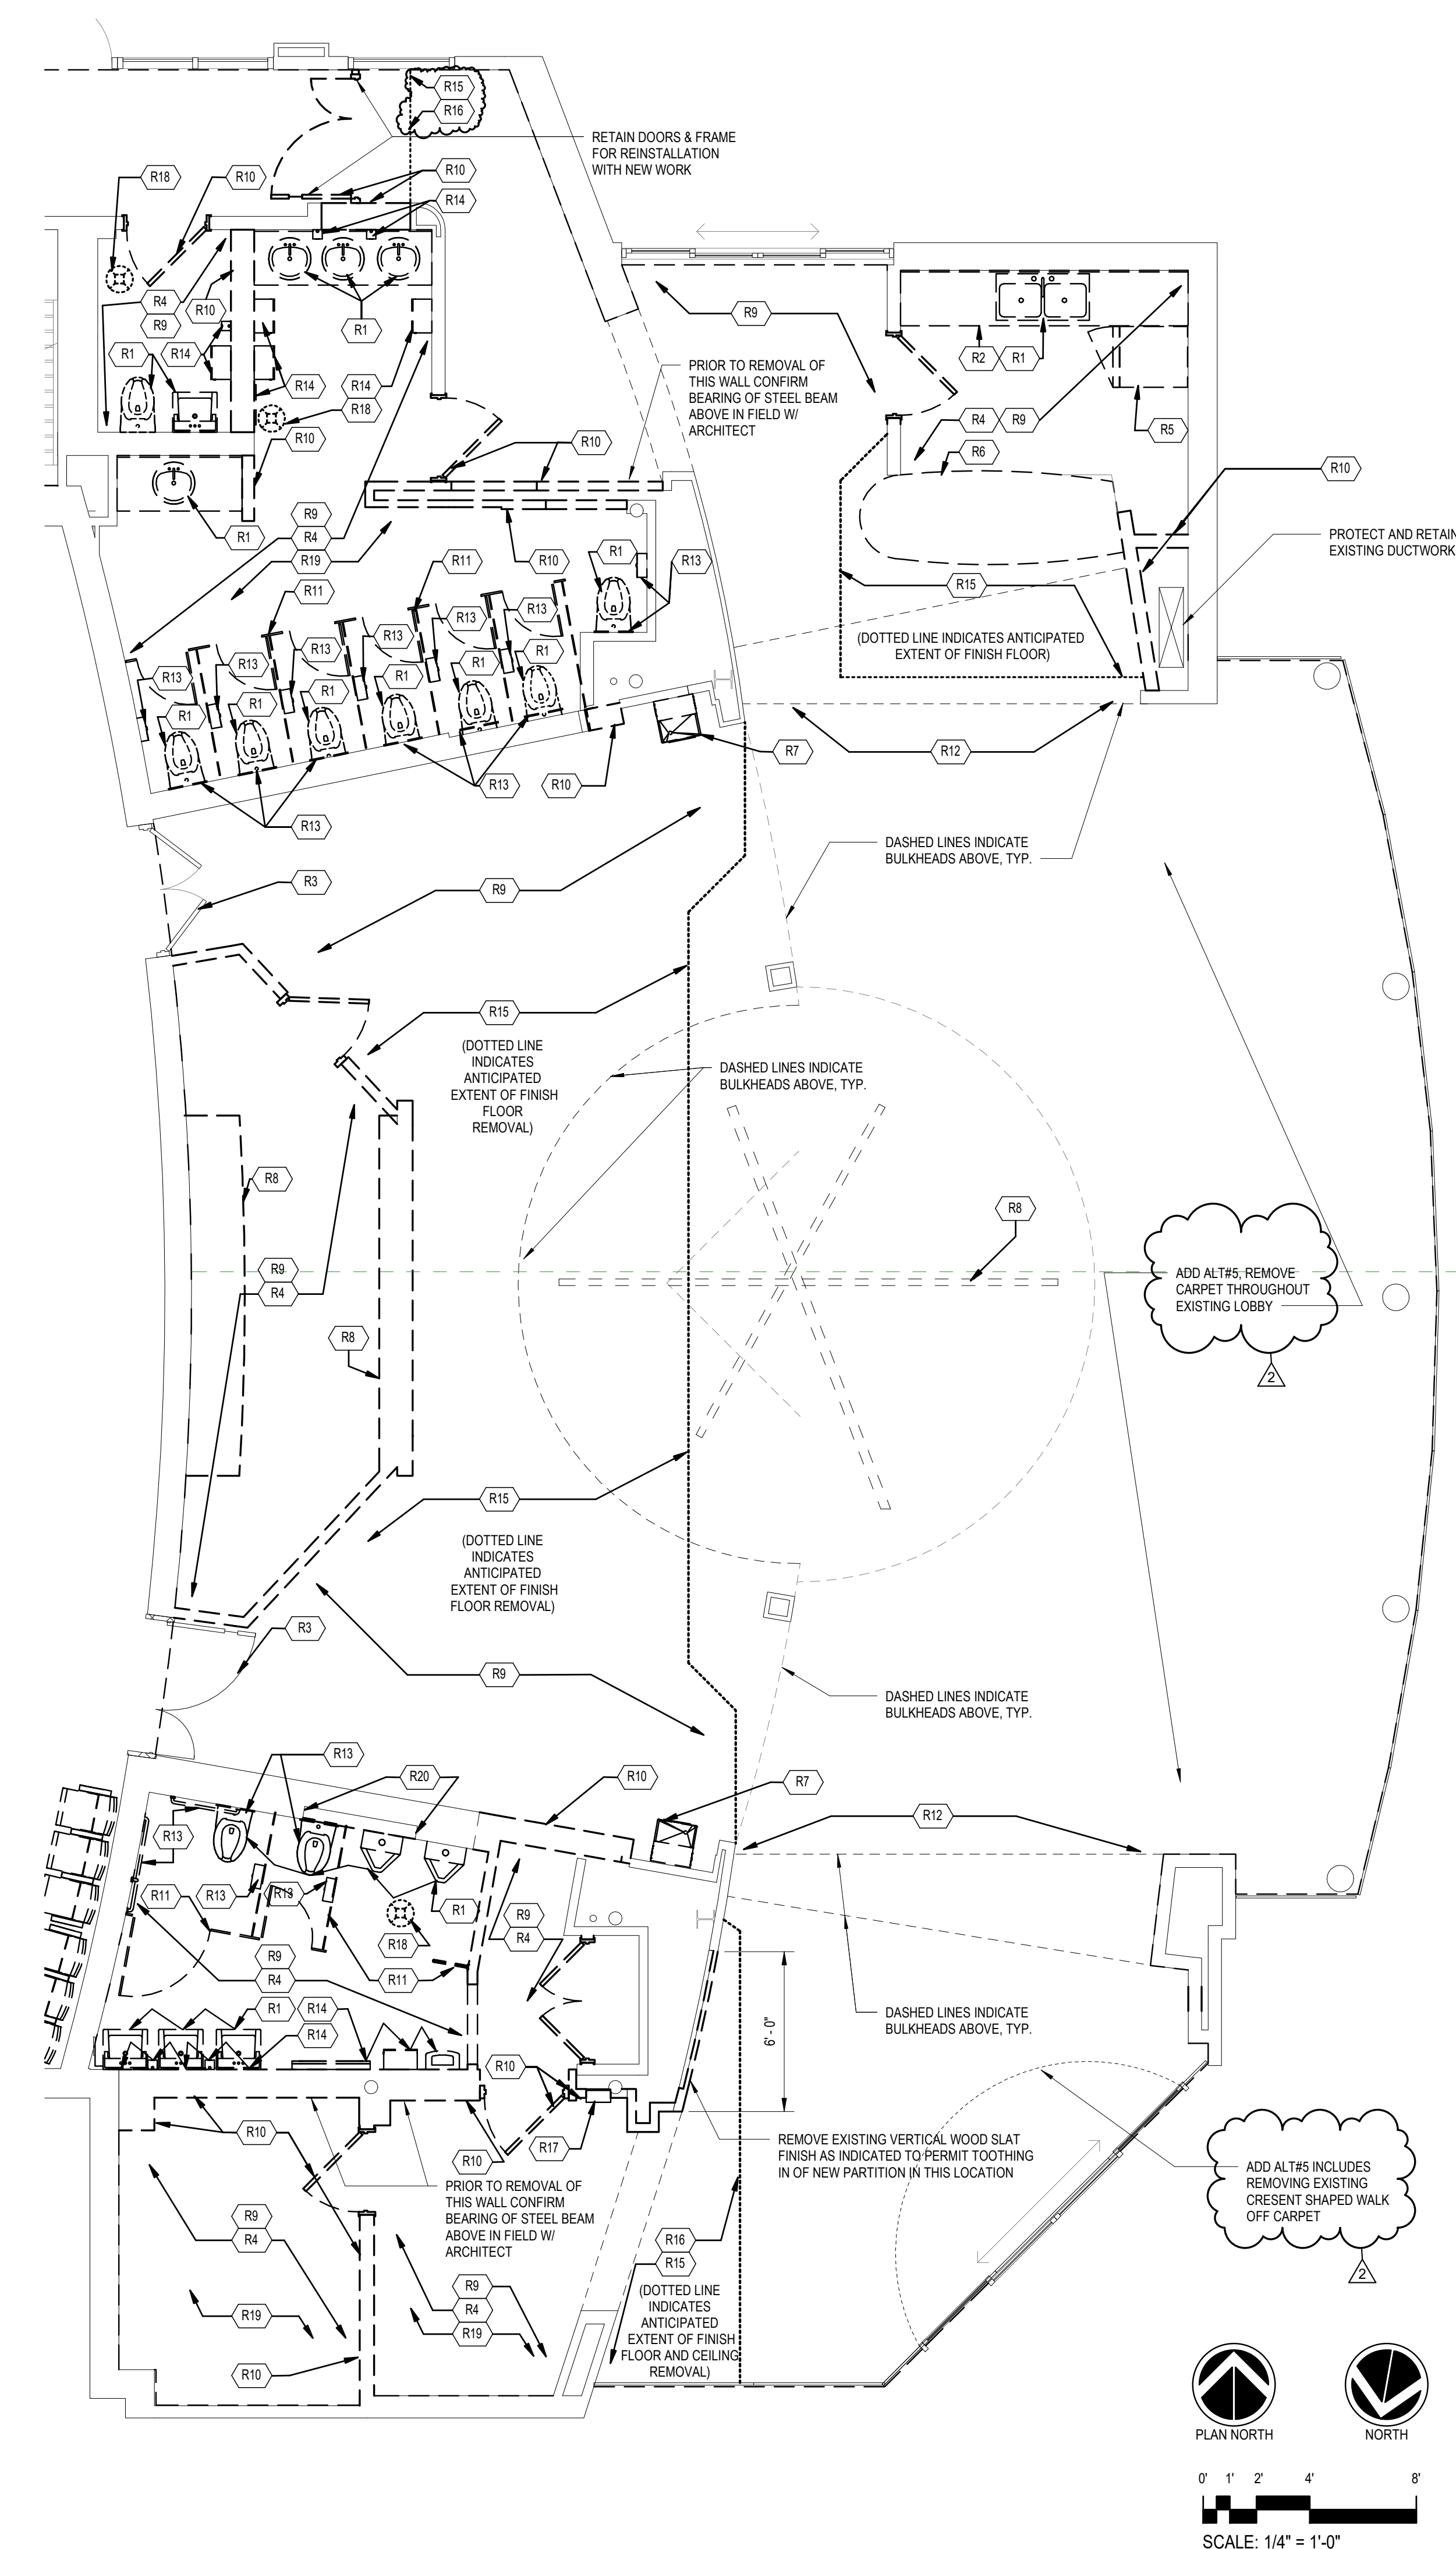 R15
R16
RETAIN DOORS & FRAME
FOR REINSTALLATION
WITH NEW WORK
R18
R10
R10
R14
R4
R9
R10
R1
R9
R1
R14
R14
R14
R18
R10
R10
PRIOR TO REMOVAL OF
THIS WALL CONFIRM
BEARING OF STEEL BEAM
ABOVE IN FIELD W/
ARCHITECT
R2
R1
R5
R4
R9
R6
R10
R1
R9
R4
R19
R11
R10
R1
R13
R11
PROTECT AND RETAIN
EXISTING DUCTWORK
R15
(DOTTED LINE INDICATES ANTICIPATED
EXTENT OF FINISH FLOOR)
R13
R13
R13
R13
R13
R13
R1
R1
R1
R1
R1
R1
R7
R12
R13
R10
R13
DASHED LINES INDICATE
BULKHEADS ABOVE, TYP.
R3
R9
R15
(DOTTED LINE
INDICATES
ANTICIPATED
EXTENT OF FINISH
FLOOR
REMOVAL)
DASHED LINES INDICATE
BULKHEADS ABOVE, TYP.
R8
R8
R9
R4
R8
ADD ALT#5, REMOVE
CARPET THROUGHOUT
EXISTING LOBBY
2
R15
(DOTTED LINE
INDICATES
ANTICIPATED
EXTENT OF FINISH
FLOOR REMOVAL)
R3
R9
DASHED LINES INDICATE
BULKHEADS ABOVE, TYP.
R13
R20
R10
R7
R12
R13
R11
R13
R13
R1
R9
R4
R18
R9
R4
R11
R1
R14
R14
DASHED LINES INDICATE
BULKHEADS ABOVE, TYP.
6' - 0"
R10
R10
R17
R10
REMOVE EXISTING VERTICAL WOOD SLAT
FINISH AS INDICATED TO PERMIT TOOTHING
IN OF NEW PARTITION IN THIS LOCATION
PRIOR TO REMOVAL OF
THIS WALL CONFIRM
BEARING OF STEEL BEAM
ABOVE IN FIELD W/
ARCHITECT
ADD ALT#5 INCLUDES
REMOVING EXISTING
CRESENT SHAPED WALK
OFF CARPET
2
R9
R4
R16
R15
(DOTTED LINE
INDICATES
ANTICIPATED
EXTENT OF FINISH
FLOOR AND CEILING
REMOVAL)
R9
R4
R19
R19
R10
PLAN NORTH
NORTH
0' 1' 2' 4' 8'
SCALE: 1/4" = 1'-0"